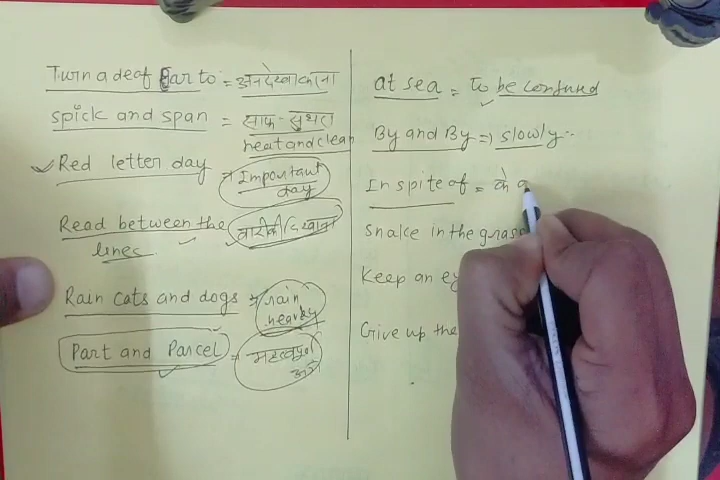 Turn a deaf Ear to = अनदेखा करना
spick and span = साफ-सुथरा
neat and clean
Red letter day = Important day
Read between the lines
Rain cats and dogs = rain heavily
Part and Parcel = महत्वपूर्ण अंग
at sea = to be confused
By and By => slowly
In spite of = के
Snake in the grass
Keep an
Give up the